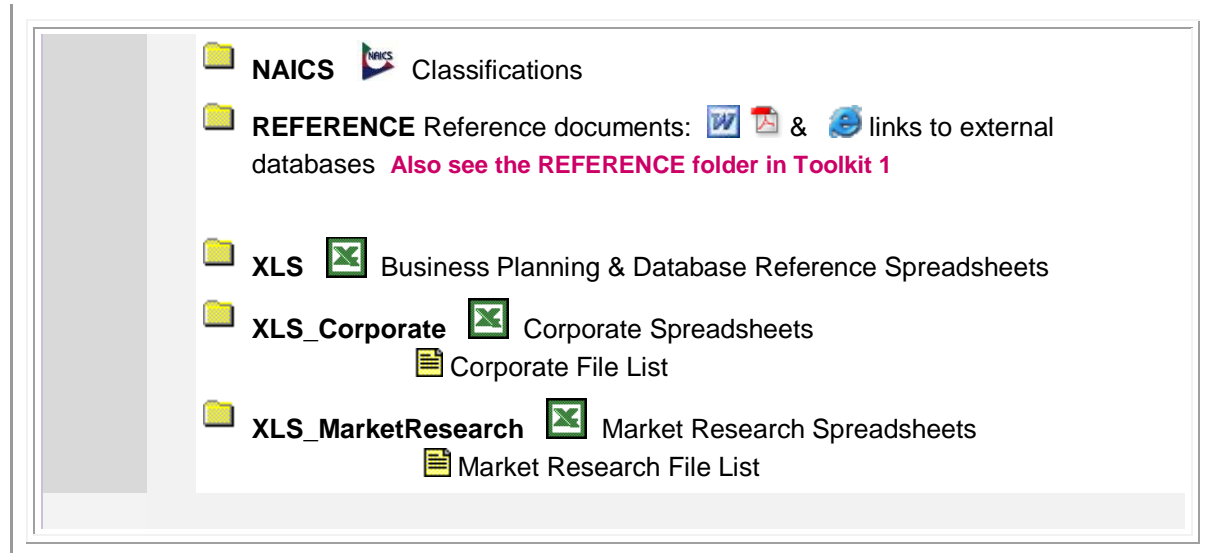 NAICS NAICS Classifications
REFERENCE Reference documents: W & links to external
databases Also see the REFERENCE folder in Toolkit 1
XLS Business Planning & Database Reference Spreadsheets
XLS_Corporate Corporate Spreadsheets
Corporate File List
XLS_MarketResearch Market Research Spreadsheets
Market Research File List